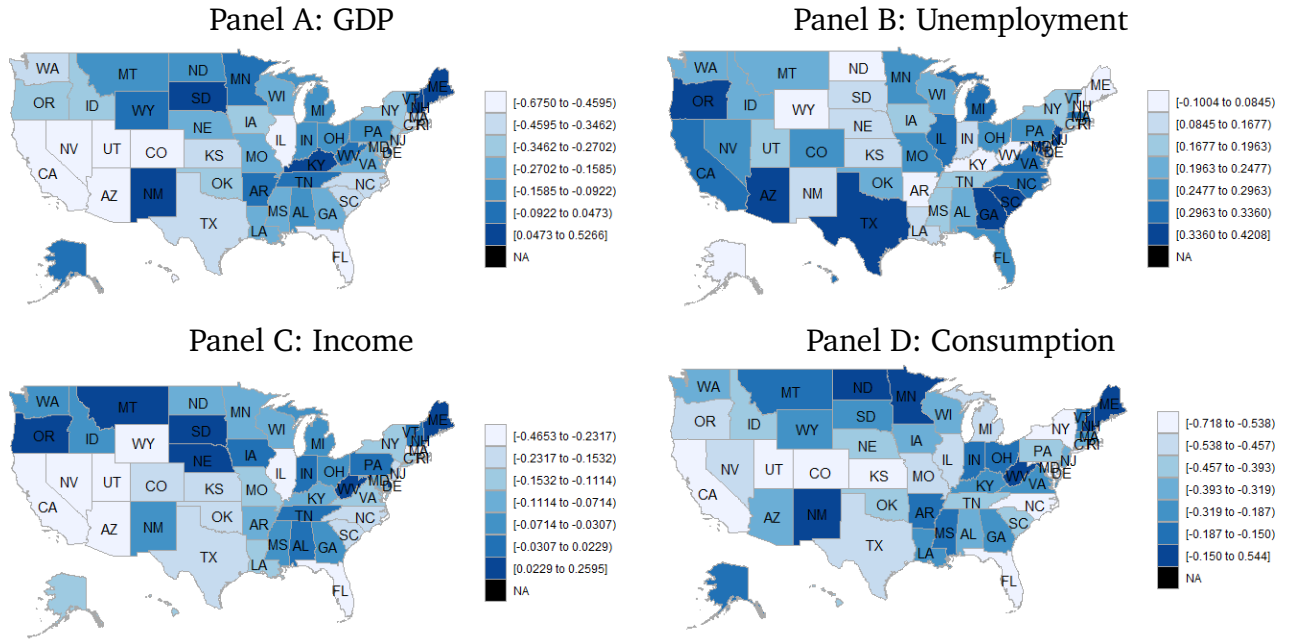 Panel A: GDP
WA
MT
ND
MN
ME
OR
ID
SD
WI
VT
NH
WY
MI
NY
MA
CT
RI
IA
NE
PA
NJ
NV
UT
IL
IN
OH
MD
DE
CA
CO
KS
MO
WV
VA
KY
NC
TN
AZ
NM
OK
AR
SC
MS
AL
GA
TX
LA
FL
[-0.6750 to -0.4595)
[-0.4595 to -0.3462)
[-0.3462 to -0.2702)
[-0.2702 to -0.1585)
[-0.1585 to -0.0922)
[-0.0922 to 0.0473)
[0.0473 to 0.5266]
NA
Panel B: Unemployment
WA
MT
ND
MN
ME
OR
ID
SD
WI
VT
NH
WY
MI
NY
MA
CT
RI
IA
NE
PA
NJ
NV
UT
IL
IN
OH
MD
DE
CA
CO
KS
MO
WV
KY
NC
TN
AZ
NM
OK
AR
SC
MS
AL
GA
TX
LA
FL
[-0.1004 to 0.0845)
[0.0845 to 0.1677)
[0.1677 to 0.1963)
[0.1963 to 0.2477)
[0.2477 to 0.2963)
[0.2963 to 0.3360)
[0.3360 to 0.4208]
NA
Panel C: Income
WA
MT
ND
MN
ME
OR
ID
SD
WI
VT
NH
WY
MI
NY
MA
CT
RI
IA
NE
PA
NJ
NV
UT
IL
IN
OH
MD
DE
CA
CO
KS
MO
WV
VA
KY
NC
TN
AZ
NM
OK
AR
SC
MS
AL
GA
TX
LA
FL
[-0.4653 to -0.2317)
[-0.2317 to -0.1532)
[-0.1532 to -0.1114)
[-0.1114 to -0.0714)
[-0.0714 to -0.0307)
[-0.0307 to 0.0229)
[0.0229 to 0.2595]
NA
Panel D: Consumption
WA
MT
ND
MN
ME
OR
ID
SD
WI
VT
NH
WY
MI
NY
MA
CT
RI
IA
NE
PA
NJ
NV
UT
IL
IN
OH
MD
DE
CA
CO
KS
MO
WV
VA
KY
NC
TN
AZ
NM
OK
AR
SC
MS
AL
GA
TX
LA
FL
[-0.718 to -0.538)
[-0.538 to -0.457)
[-0.457 to -0.393)
[-0.393 to -0.319)
[-0.319 to -0.187)
[-0.187 to -0.150)
[-0.150 to 0.544]
NA